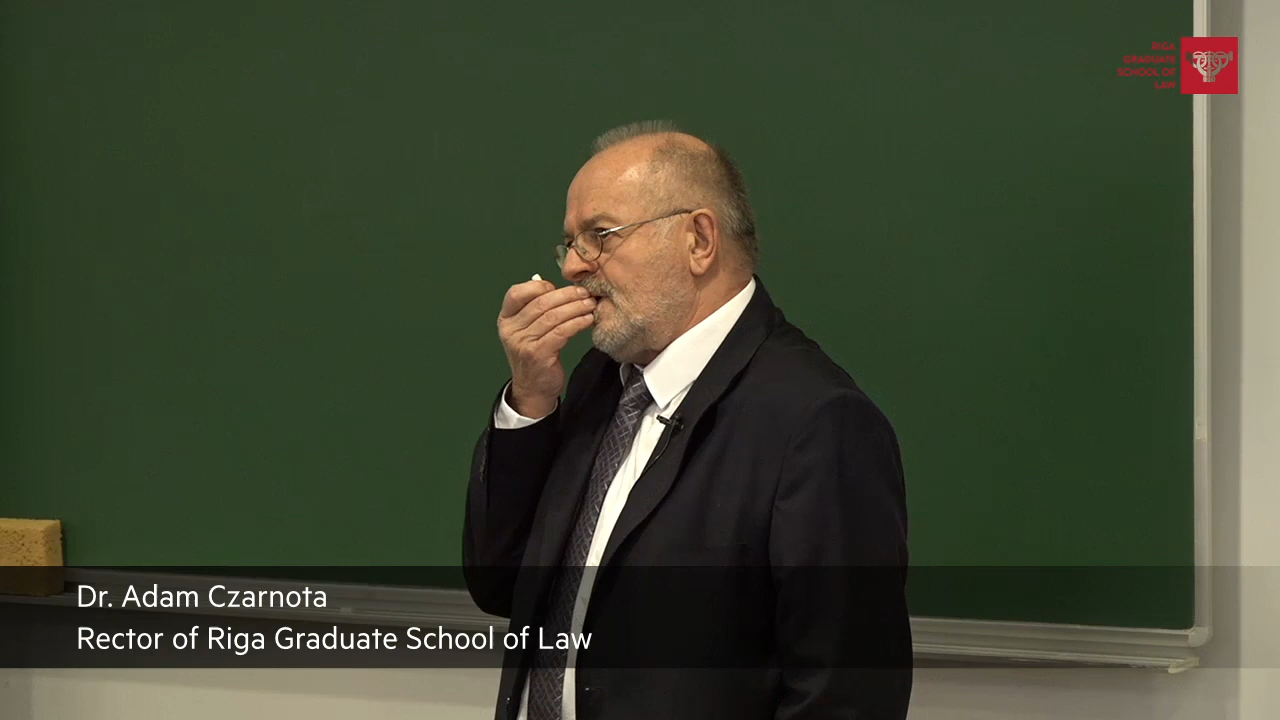 RIGA
GRADUATE
SCHOOL OF
LAW
Dr. Adam Czarnota
Rector of Riga Graduate School of Law